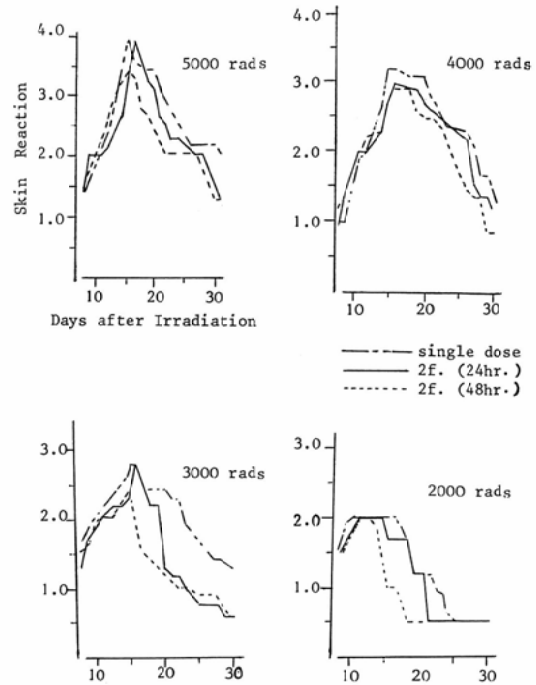 4.0
3.0
2.0
1.0
Skin Reaction
5000 rads
10
20
30
Days after Irradiation
4.0
3.0
2.0
1.0
4000 rads
10
20
30
single dose
2f. (24hr.)
2f. (48hr.)
3.0
2.0
1.0
3000 rads
10
20
30
3.0
2.0
1.0
2000 rads
10
20
30